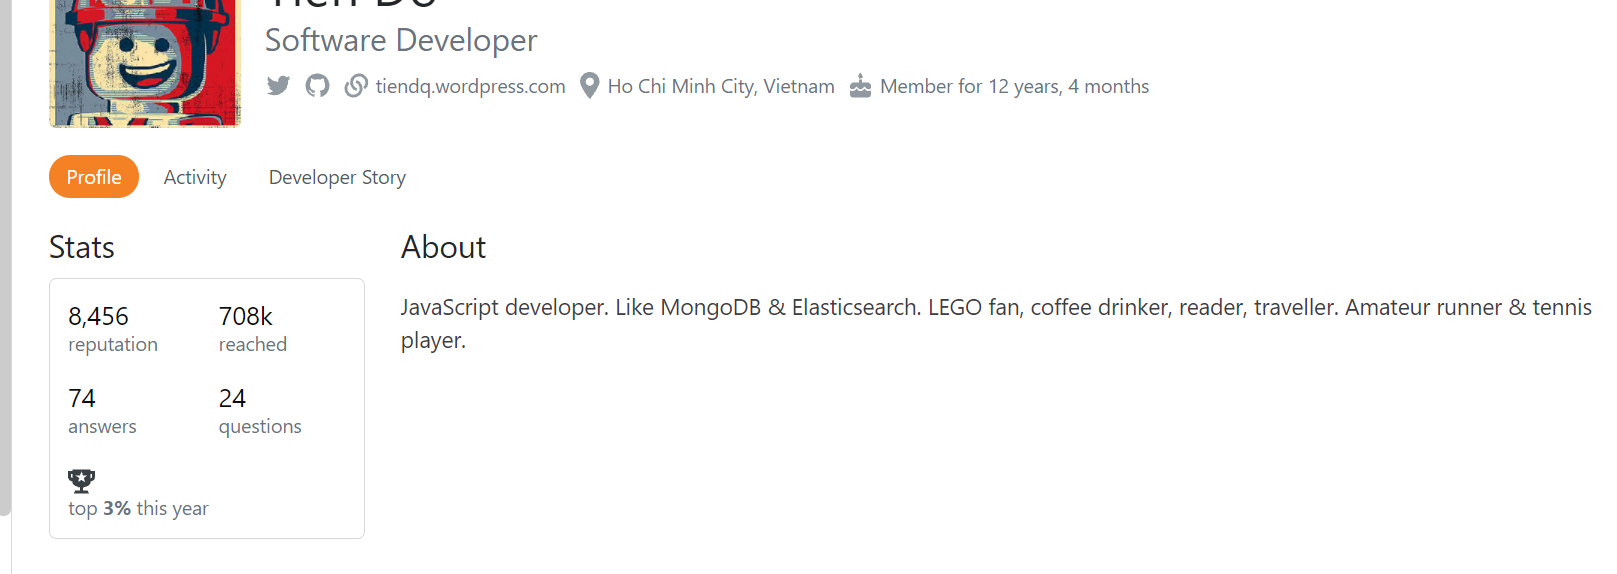 Tien Do
Software Developer
tiendq.wordpress.com Ho Chi Minh City, Vietnam Member for 12 years, 4 months
Profile Activity Developer Story
Stats
8,456 708k
reputation reached
74 24
answers questions
top 3% this year
About
JavaScript developer. Like MongoDB & Elasticsearch. LEGO fan, coffee drinker, reader, traveller. Amateur runner & tennis
player.